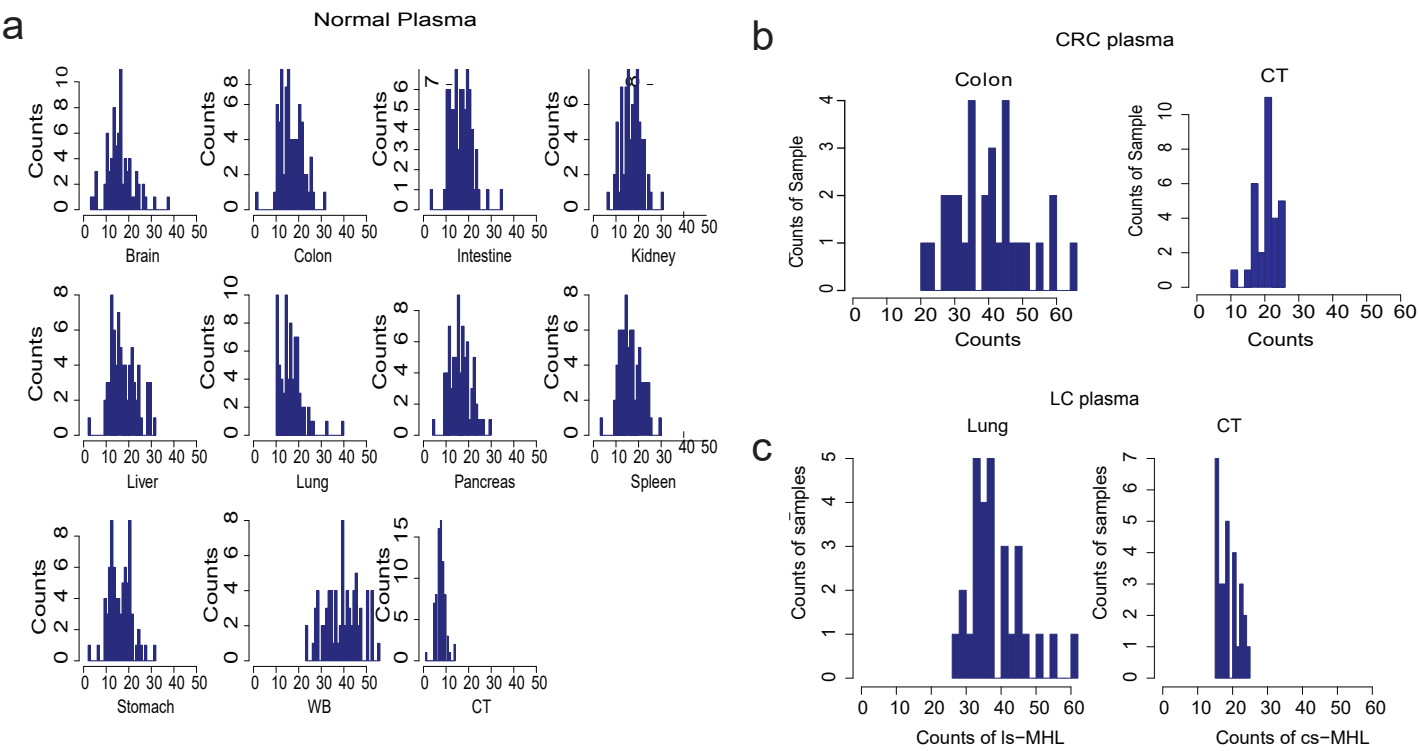 a
Normal Plasma
Counts
0 2 4 6 8 10
0 10 20 30 40 50
Brain
Counts
0 2 4 6 8
0 10 20 30 40 50
Colon
Counts
0 1 2 3 4 5 6 7
0 10 20 30 40 50
Intestine
Counts
0 2 4 6 8
0 10 20 30 40 50
Kidney
Counts
0 2 4 6 8
0 10 20 30 40 50
Liver
Counts
0 2 4 6 8 10
0 10 20 30 40 50
Lung
Counts
0 2 4 6 8
0 10 20 30 40 50
Pancreas
Counts
0 2 4 6 8
0 10 20 30 40 50
Spleen
Counts
0 2 4 6 8
0 10 20 30 40 50
Stomach
Counts
0 2 4 6 8
0 10 20 30 40 50
WB
Counts
0 5 10 15
0 10 20 30 40 50
CT
b
CRC plasma
Colon
Counts of Sample
0 1 2 3 4
0 10 20 30 40 50 60
Counts
CT
Counts of Sample
0 2 4 6 8 10
0 10 20 30 40 50 60
Counts
c
LC plasma
Lung
Counts of samples
0 1 2 3 4 5
0 10 20 30 40 50 60
Counts of ls−MHL
CT
Counts of samples
0 1 2 3 4 5 6 7
0 10 20 30 40 50 60
Counts of cs−MHL